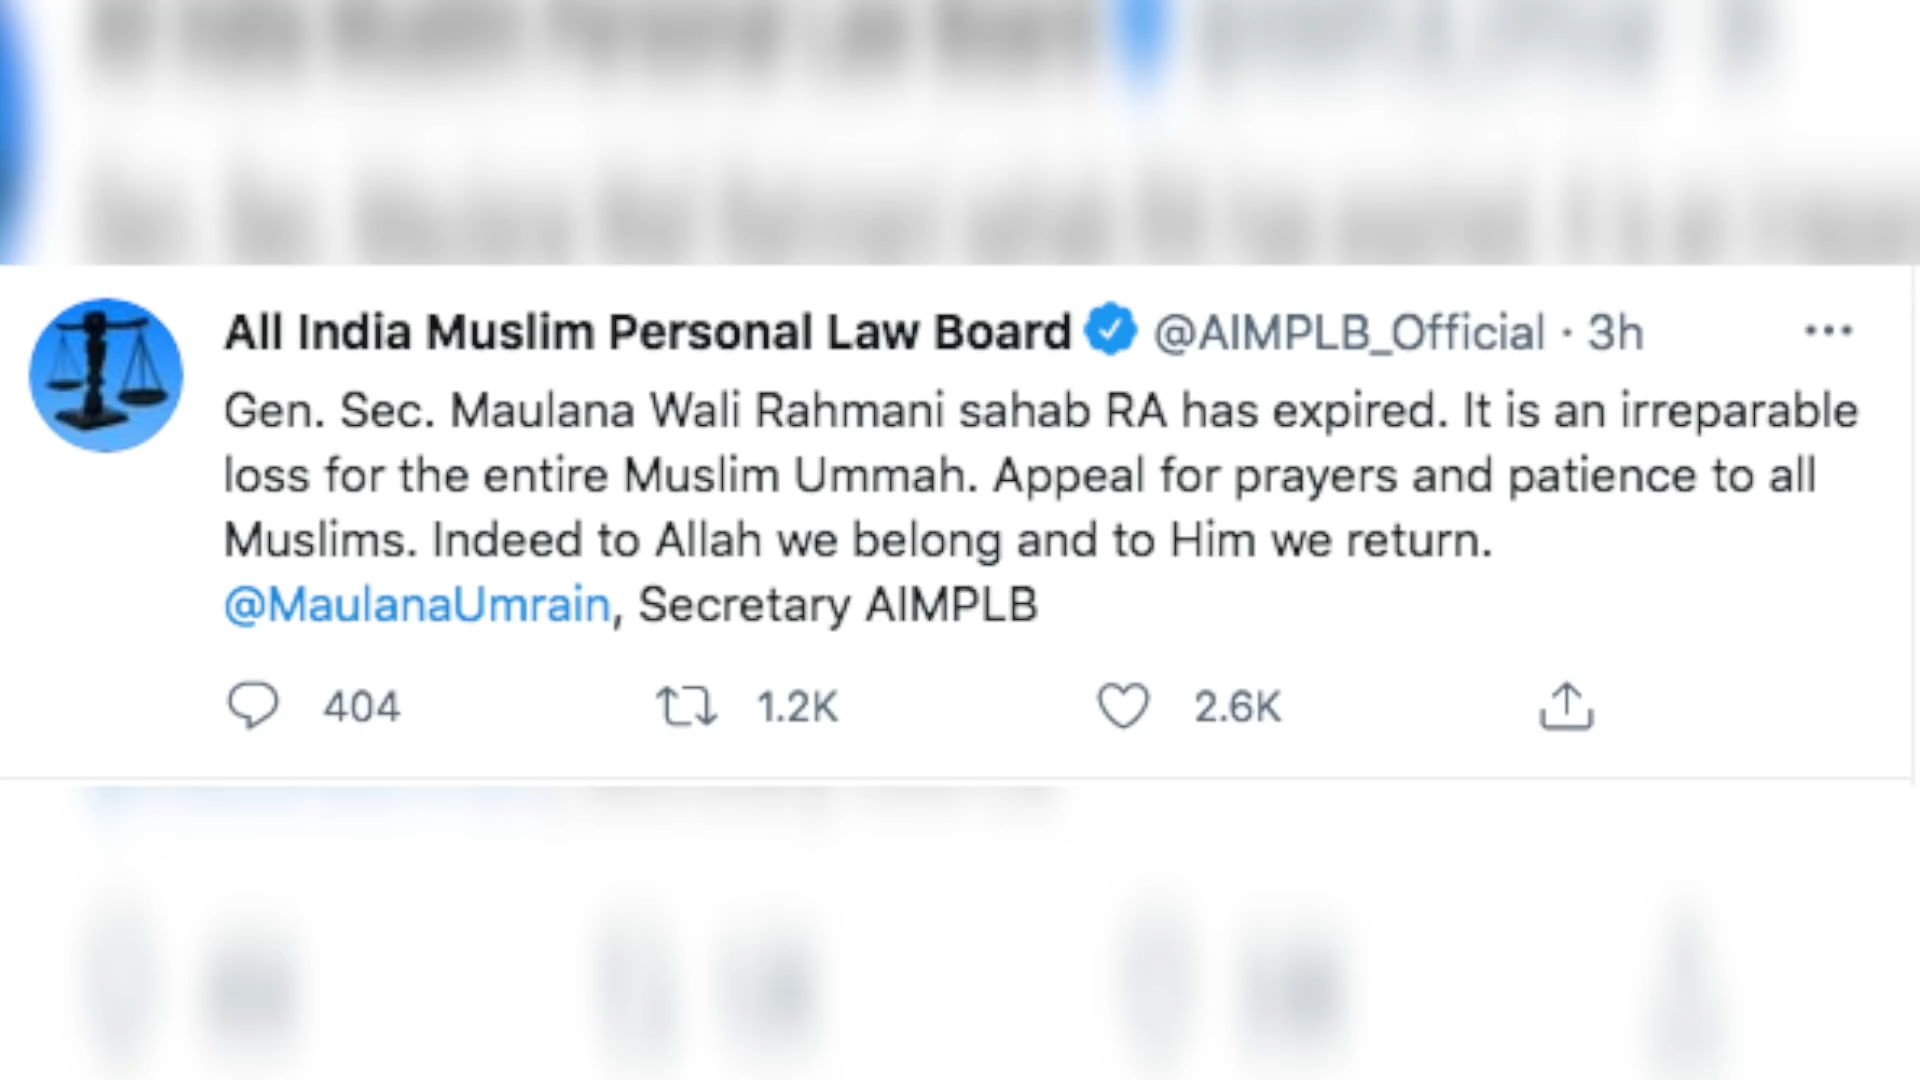 All India Muslim Personal Law Board @AIMPLB_Official · 3h
Gen. Sec. Maulana Wali Rahmani sahab RA has expired. It is an irreparable
loss for the entire Muslim Ummah. Appeal for prayers and patience to all
Muslims. Indeed to Allah we belong and to Him we return.
@MaulanaUmrain, Secretary AIMPLB
404 1.2K 2.6K